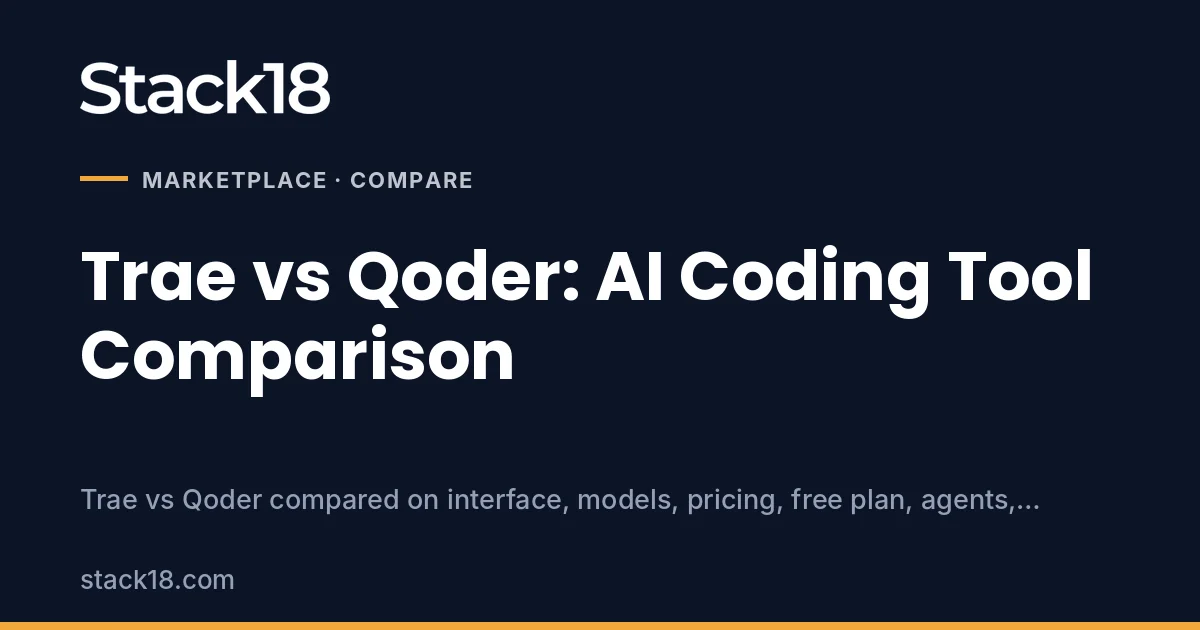 Stack18
MARKETPLACE · COMPARE
Trae vs Qoder: AI Coding Tool
Comparison
Trae vs Qoder compared on interface, models, pricing, free plan, agents,...
stack18.com